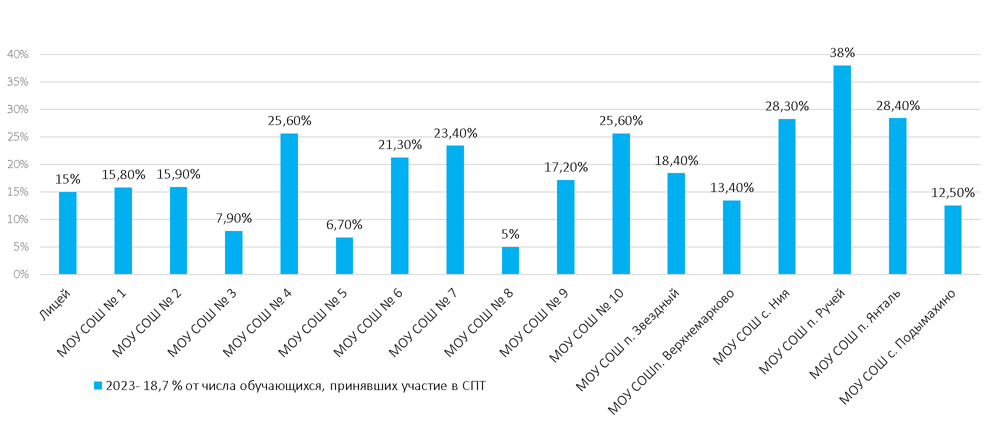 40%
35%
30%
25%
20%
15%
10%
5%
0%
15%
15,80%
15,90%
7,90%
25,60%
6,70%
21,30%
23,40%
5%
17,20%
25,60%
18,40%
13,40%
28,30%
38%
28,40%
12,50%
Лицей
МОУ СОШ № 1
МОУ СОШ № 2
МОУ СОШ № 3
МОУ СОШ № 4
МОУ СОШ № 5
МОУ СОШ № 6
МОУ СОШ № 7
МОУ СОШ № 8
МОУ СОШ № 9
МОУ СОШ № 10
МОУ СОШ п. Звездный
МОУ СОШп. Верхнемарково
МОУ СОШ с. Ния
МОУ СОШ п. Ручей
МОУ СОШ п. Янталь
МОУ СОШ с. Подымахино
2023- 18,7 % от числа обучающихся, принявших участие в СПТ